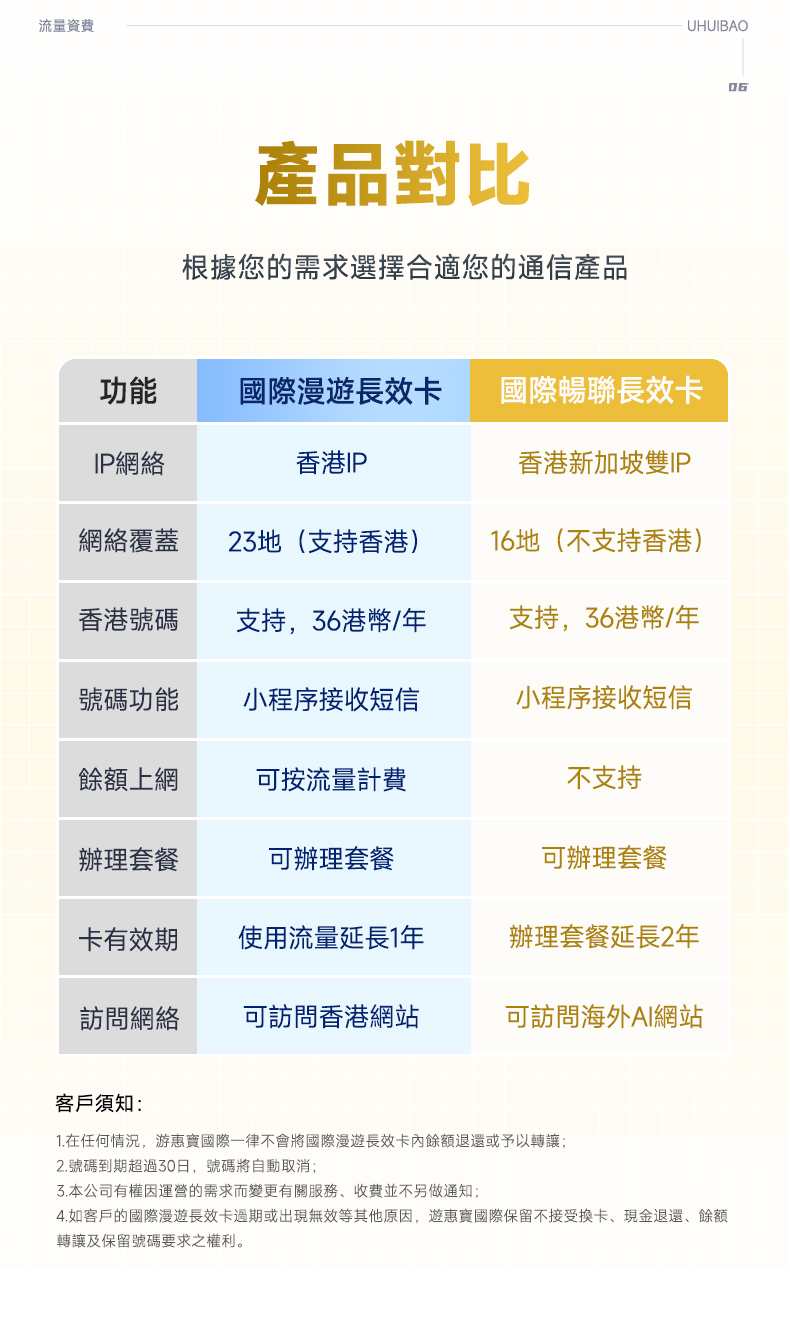 流量資費
UHUIBAO
06
產品對比
根據您的需求選擇合適您的通信產品
功能 國際漫遊長效卡 國際暢聯長效卡
IP網絡 香港IP 香港新加坡雙IP
網絡覆蓋 23地（支持香港） 16地（不支持香港）
香港號碼 支持，36港幣/年 支持，36港幣/年
號碼功能 小程序接收短信 小程序接收短信
餘額上網 可按流量計費 不支持
辦理套餐 可辦理套餐 可辦理套餐
卡有效期 使用流量延長1年 辦理套餐延長2年
訪問網絡 可訪問香港網站 可訪問海外AI網站
客戶須知：
1.在任何情況，游惠寶國際一律不會將國際漫遊長效卡內餘額退還或予以轉讓；
2.號碼到期超過30日，號碼將自動取消；
3.本公司有權因運營的需求而變更有關服務、收費並不另做通知；
4.如客戶的國際漫遊長效卡過期或出現無效等其他原因，遊惠寶國際保留不接受換卡、現金退還、餘額
轉讓及保留號碼要求之權利。